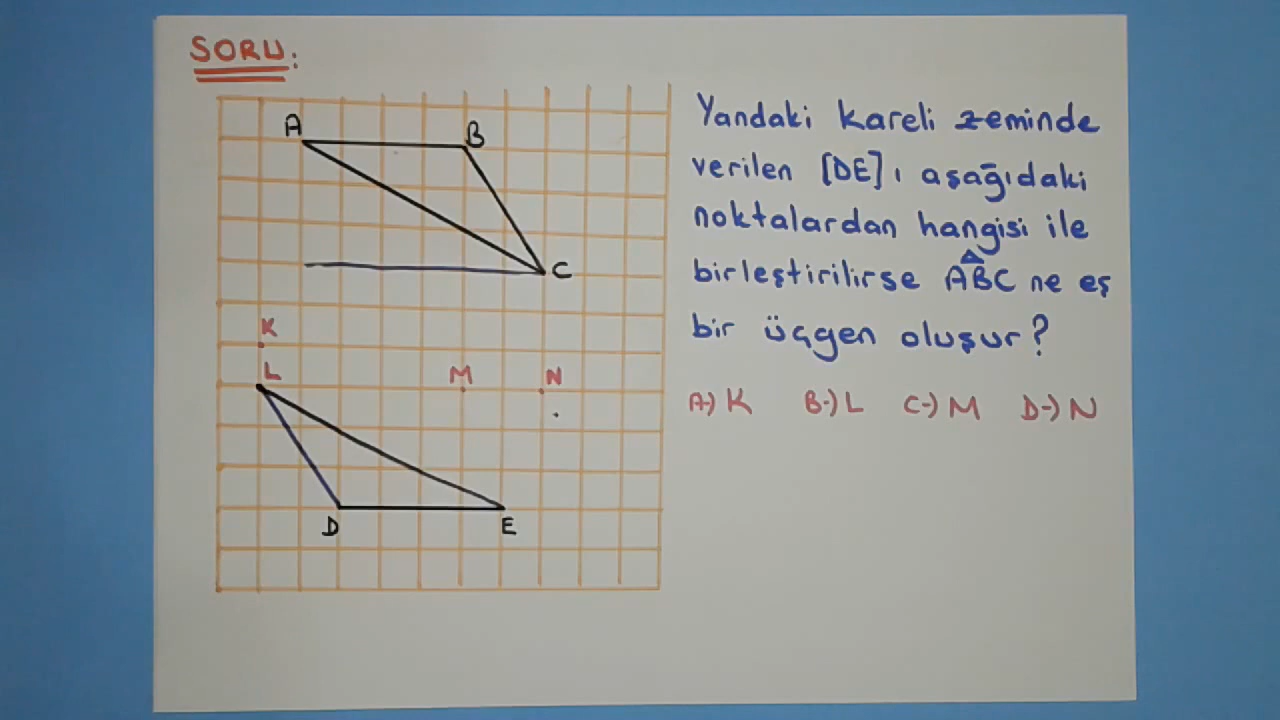 SORU:
Yandaki kareli zeminde
verilen [DE]ı aşağıdaki
noktalardan hangisi ile
birleştirilirse ABC ne eş
bir üçgen oluşur?
A-) K B-) L C-) M D-) N
A
B
C
K
L
M
N
D
E